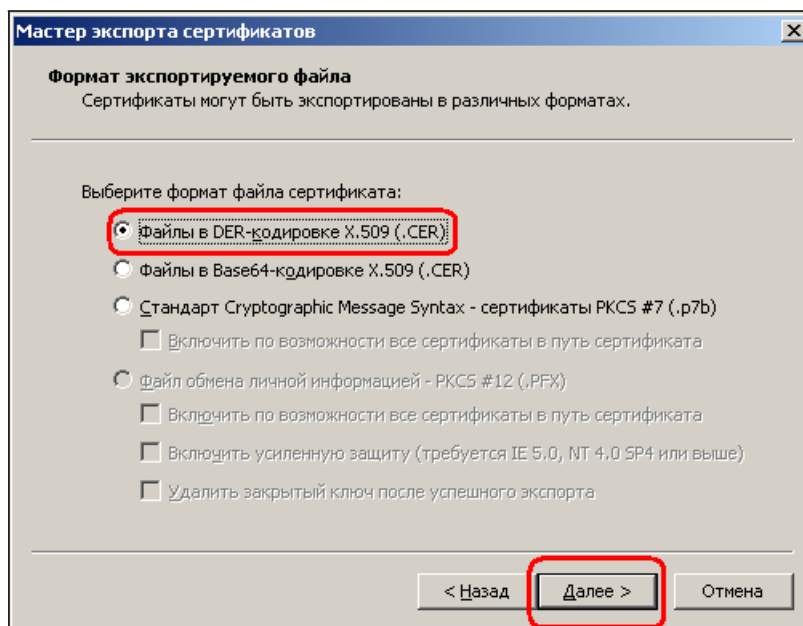 Мастер экспорта сертификатов
Формат экспортируемого файла
Сертификаты могут быть экспортированы в различных форматах.
Выберите формат файла сертификата:
Файлы в DER-кодировке X.509 (.CER)
Файлы в Base64-кодировке X.509 (.CER)
Стандарт Cryptographic Message Syntax - сертификаты PKCS #7 (.p7b)
Включить по возможности все сертификаты в путь сертификата
Файл обмена личной информацией - PKCS #12 (.PFX)
Включить по возможности все сертификаты в путь сертификата
Включить усиленную защиту (требуется IE 5.0, NT 4.0 SP4 или выше)
Удалить закрытый ключ после успешного экспорта
< Назад Далее > Отмена